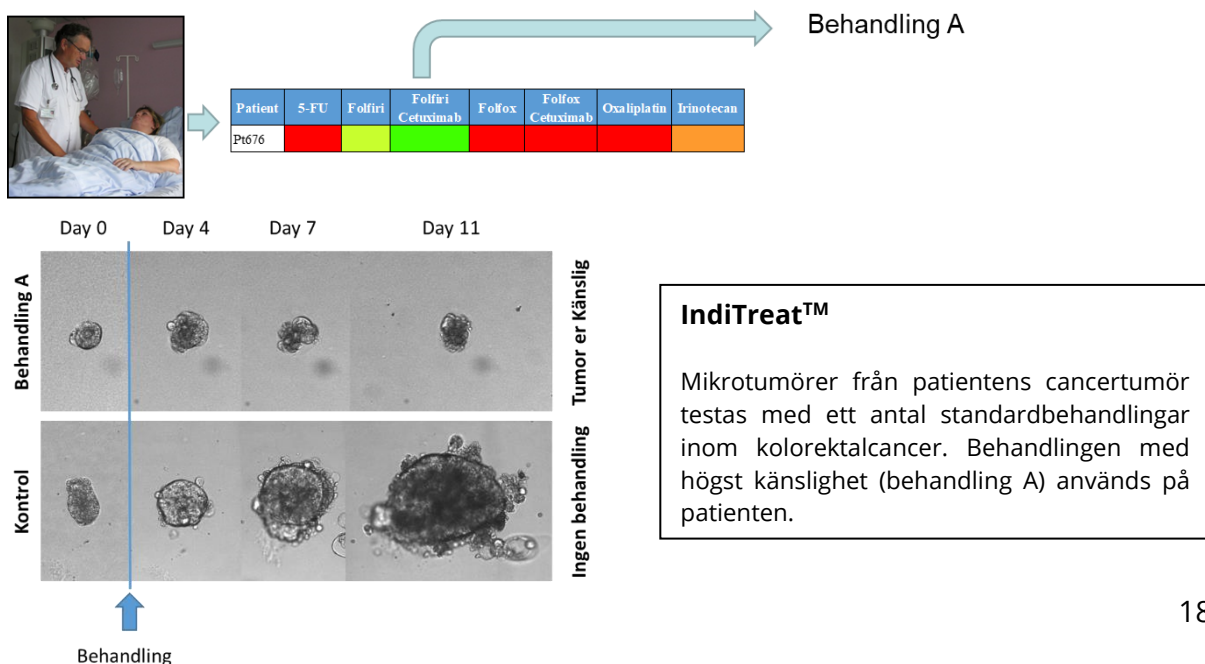 Behandling A
Patient 5-FU Folfiri Folfiri Cetuximab Folfox Folfox Cetuximab Oxaliplatin Irinotecan
Pt676
Day 0 Day 4 Day 7 Day 11
Behandling A
Tumor er Känslig
Kontrol
Ingen behandling
Behandling
IndiTreat™
Mikrotumörer från patientens cancertumör
testas med ett antal standardbehandlingar
inom kolorektalcancer. Behandlingen med
högst känslighet (behandling A) används på
patienten.
18